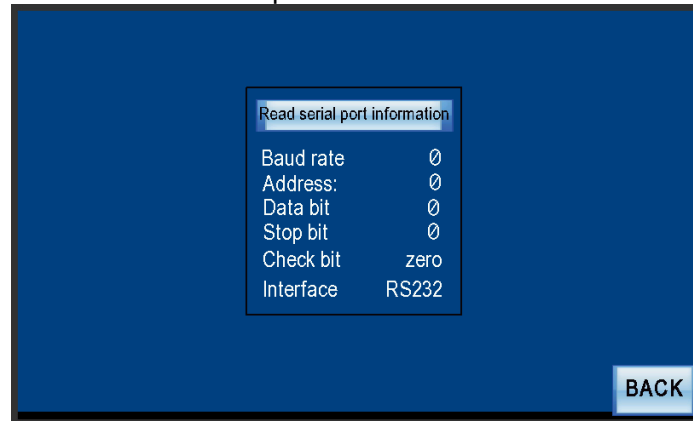 Read serial port information
Baud rate 0
Address: 0
Data bit 0
Stop bit 0
Check bit zero
Interface RS232
BACK